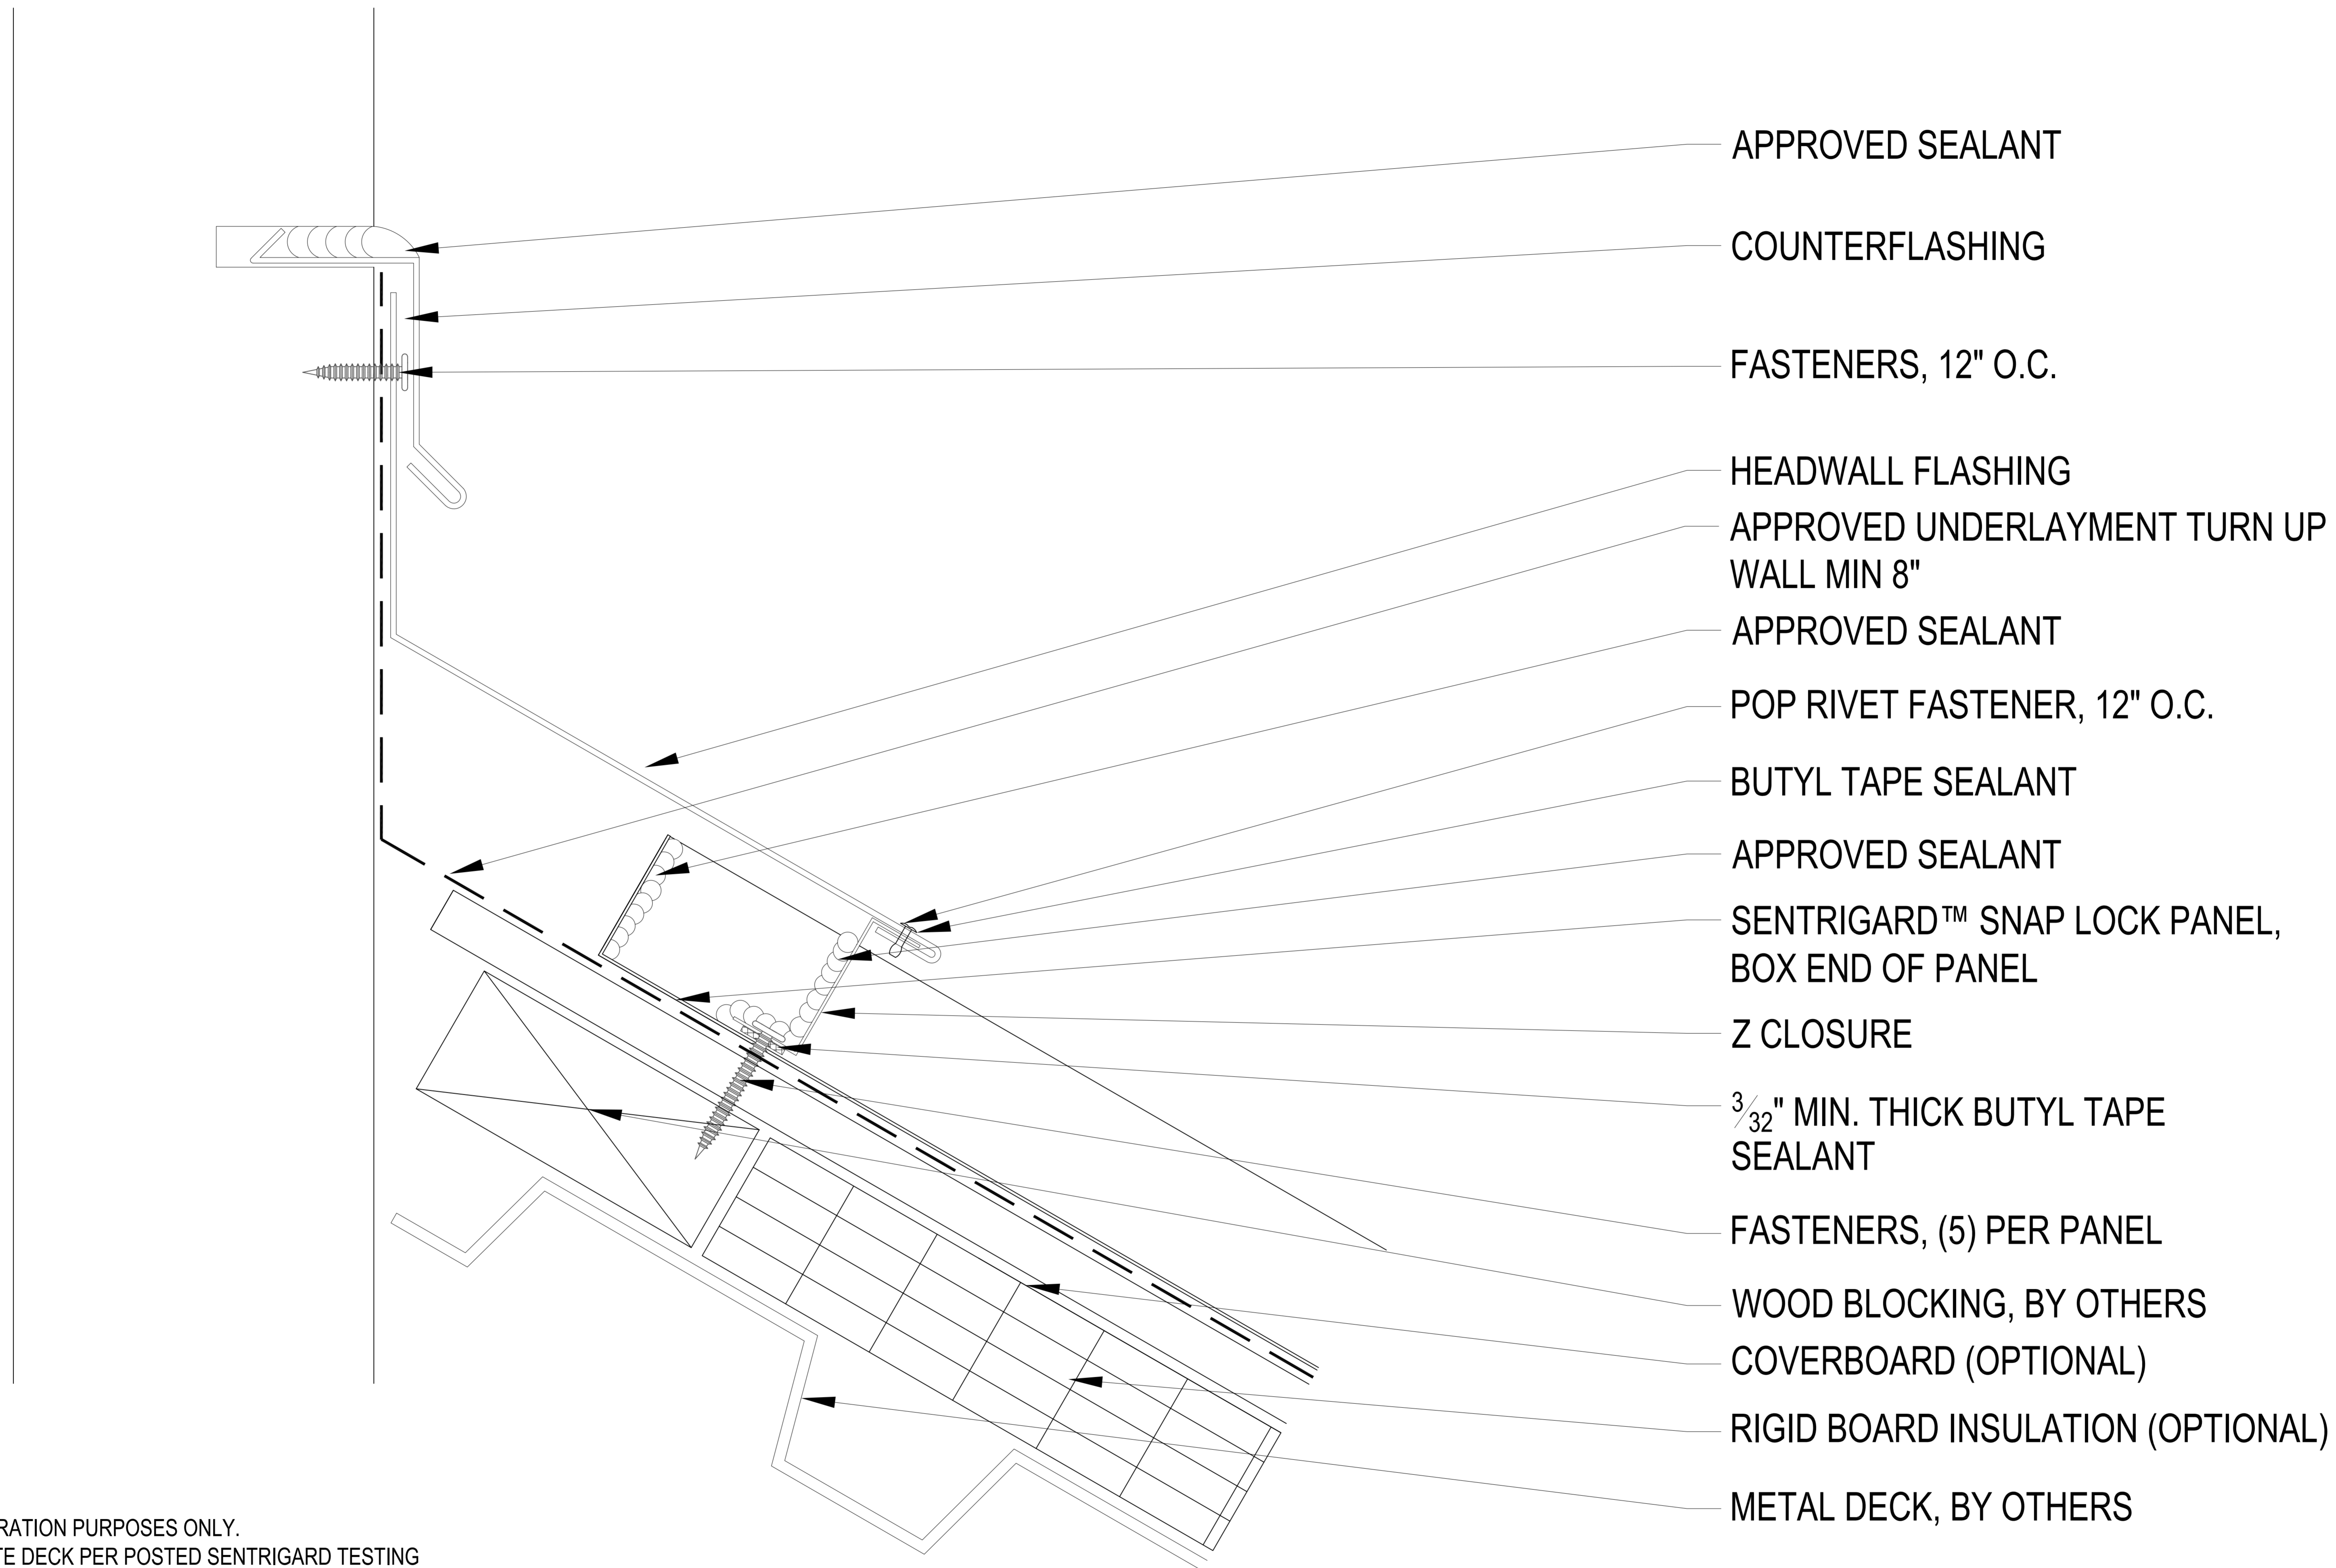 APPROVED SEALANT
COUNTERFLASHING
FASTENERS, 12" O.C.
HEADWALL FLASHING
APPROVED UNDERLAYMENT TURN UP
WALL MIN 8"
APPROVED SEALANT
POP RIVET FASTENER, 12" O.C.
BUTYL TAPE SEALANT
APPROVED SEALANT
SENTRIGARD™ SNAP LOCK PANEL,
BOX END OF PANEL
Z CLOSURE
3/32" MIN. THICK BUTYL TAPE
SEALANT
FASTENERS, (5) PER PANEL
WOOD BLOCKING, BY OTHERS
COVERBOARD (OPTIONAL)
RIGID BOARD INSULATION (OPTIONAL)
METAL DECK, BY OTHERS
PURPOSES ONLY.
DECK PER POSTED SENTRIGARD TESTING